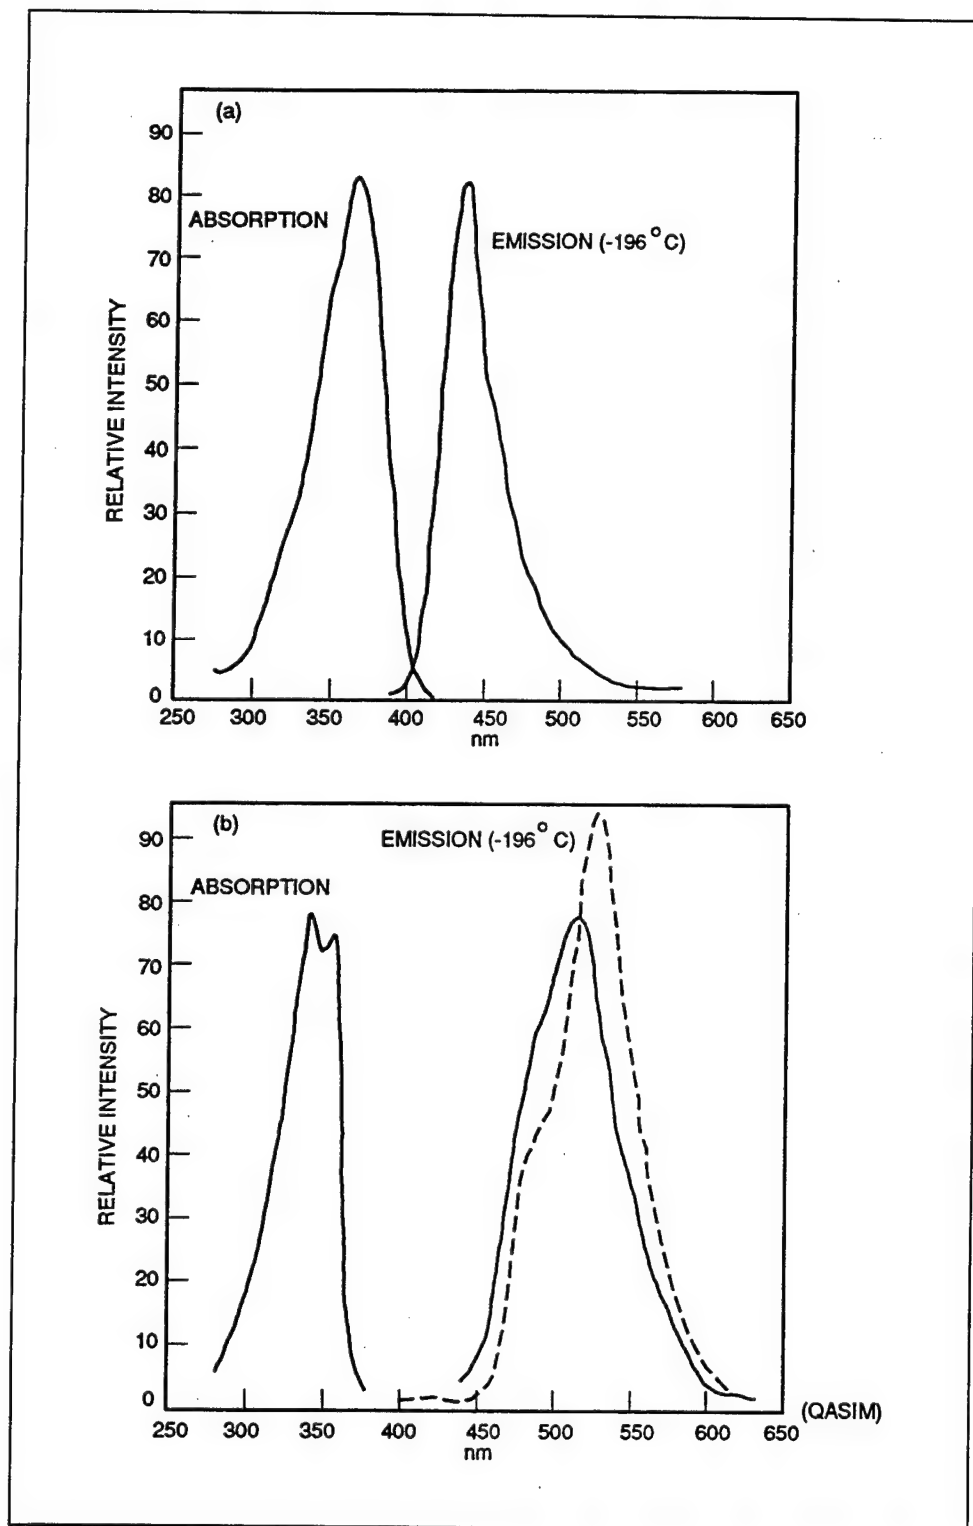 (a)
90
80
70
60
50
40
30
20
10
0
RELATIVE INTENSITY
ABSORPTION
EMISSION (-196 °C)
250 300 350 400 450 500 550 600 650
nm
(b)
90
80
70
60
50
40
30
20
10
0
RELATIVE INTENSITY
EMISSION (-196° C)
ABSORPTION
250 300 350 400 450 500 550 600 650
nm
(QASIM)